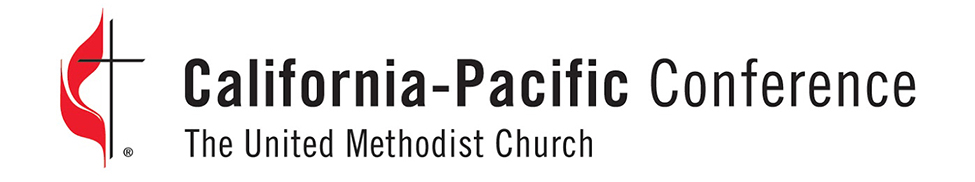 California-Pacific Conference
The United Methodist Church
®